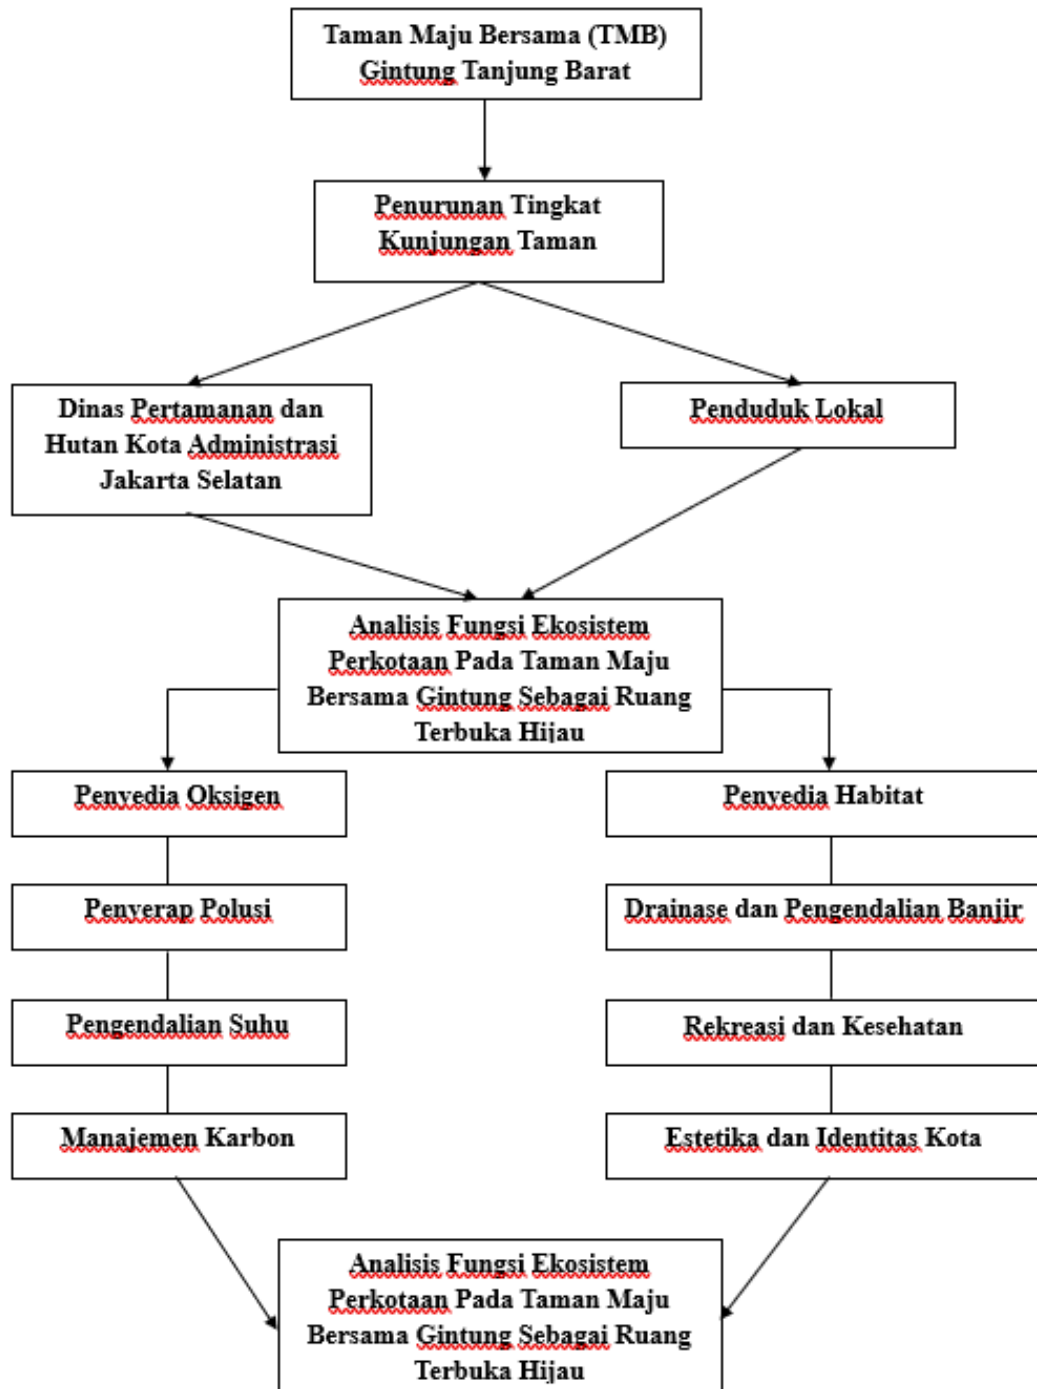 Taman Maju Bersama (TMB)
Gintung Tanjung Barat
Penurunan Tingkat
Kunjungan Taman
Dinas Pertamanan dan
Hutan Kota Administrasi
Jakarta Selatan
Penduduk Lokal
Analisis Fungsi Ekosistem
Perkotaan Pada Taman Maju
Bersama Gintung Sebagai Ruang
Terbuka Hijau
Penyedia Oksigen
Penyedia Habitat
Penyerap Polusi
Drainase dan Pengendalian Banjir
Pengendalian Suhu
Rekreasi dan Kesehatan
Manajemen Karbon
Estetika dan Identitas Kota
Analisis Fungsi Ekosistem
Perkotaan Pada Taman Maju
Bersama Gintung Sebagai Ruang
Terbuka Hijau